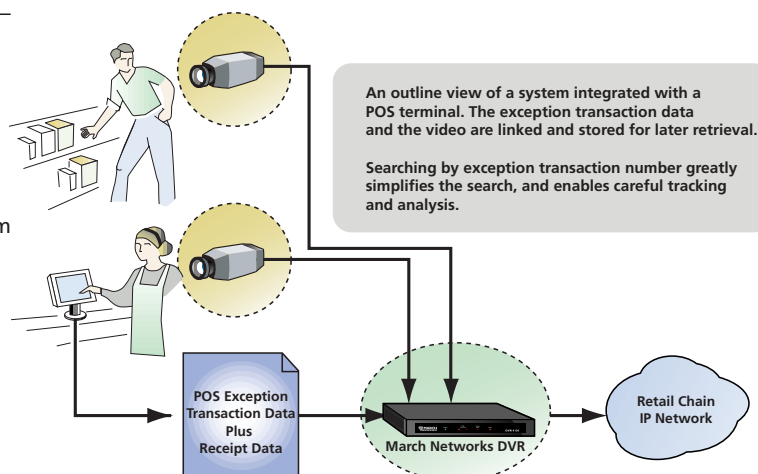 An outline view of a system integrated with a
POS terminal. The exception transaction data
and the video are linked and stored for later retrieval.
Searching by exception transaction number greatly
simplifies the search, and enables careful tracking
and analysis.
m
POS Exception
Transaction Data
Plus
Receipt Data
MARCH
March Networks DVR
Retail Chain
IP Network